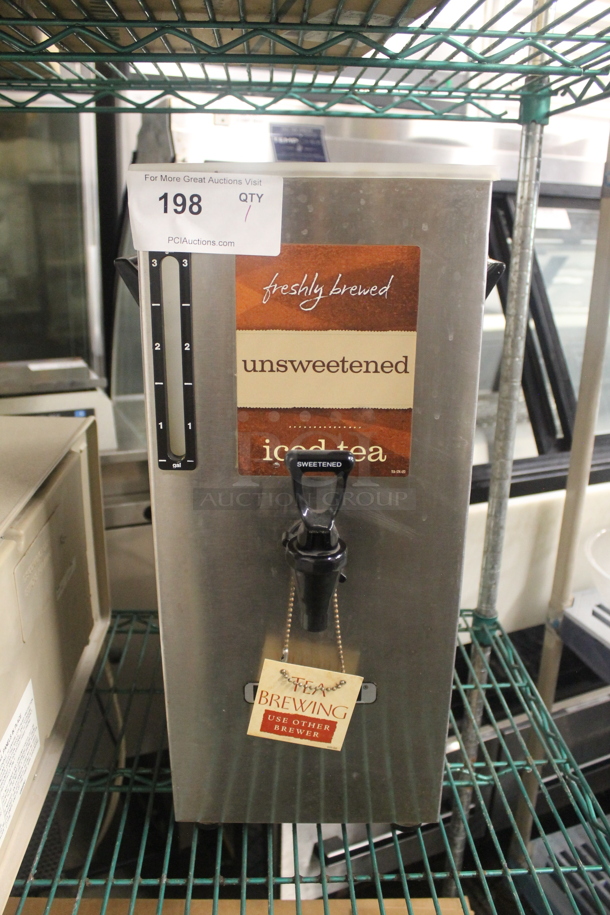 For More Great Auctions Visit
198
QTY
1
PCIAuctions.com
3 3
2 2
1 1
gal
freshly brewed
unsweetened
iced tea
SWEETENED
PCI
AUCTION GROUP
TEA
BREWING
USE OTHER
BREWER